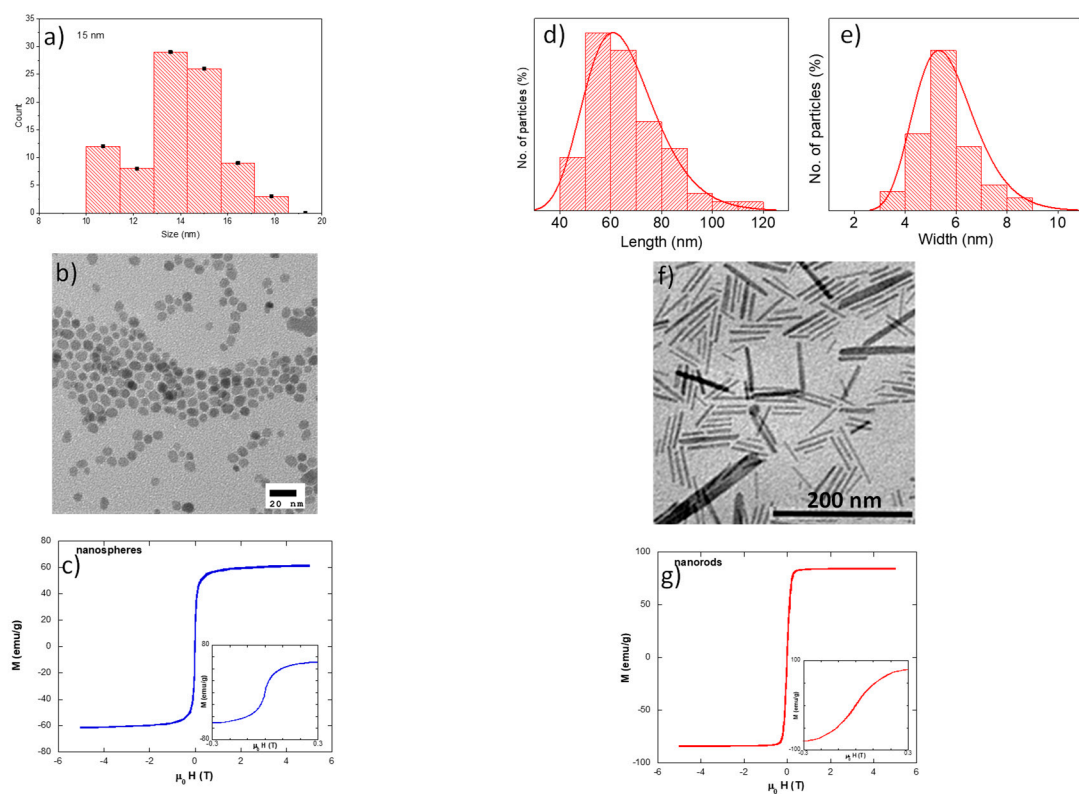 a)
15 nm
35
30
25
20
15
10
5
0
Count
8 10 12 14 16 18 20
Size (nm)
b)
20 nm
c)
nanospheres
80
60
40
20
0
-20
-40
-60
-80
M (emu/g)
-6 -4 -2 0 2 4 6
μ0 H (T)
80
-80
M (emu/g)
-0.3 0.3
μ0 H (T)
d)
No. of particles (%)
40 60 80 100 120
Length (nm)
e)
No. of particles (%)
2 4 6 8 10
Width (nm)
f)
200 nm
g)
nanorods
100
50
0
-50
-100
M (emu/g)
-6 -4 -2 0 2 4 6
μ0 H (T)
100
-100
M (emu/g)
-0.3 0.3
μ0 H (T)